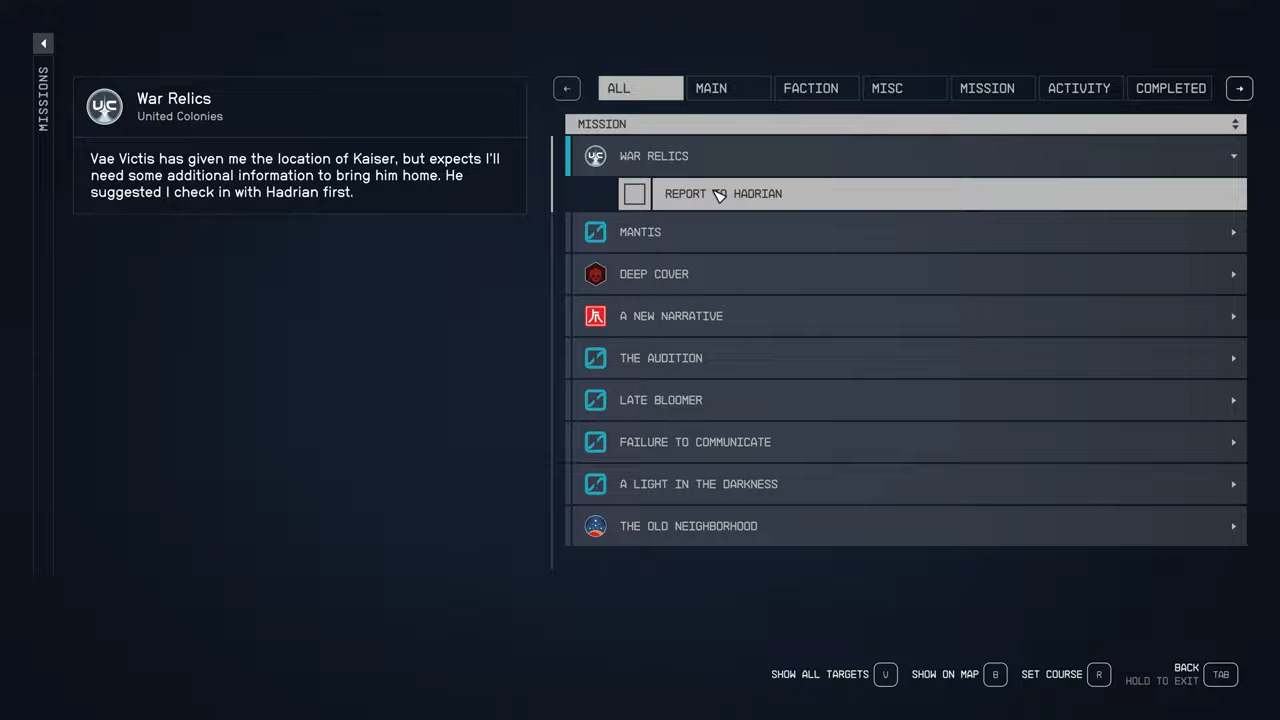 MISSIONS
UC
War Relics
United Colonies
Vae Victis has given me the location of Kaiser, but expects I'll
need some additional information to bring him home. He
suggested I check in with Hadrian first.
ALL
MAIN
FACTION
MISC
MISSION
ACTIVITY
COMPLETED
MISSION
UC
WAR RELICS
REPORT TO HADRIAN
MANTIS
DEEP COVER
A NEW NARRATIVE
THE AUDITION
LATE BLOOMER
FAILURE TO COMMUNICATE
A LIGHT IN THE DARKNESS
THE OLD NEIGHBORHOOD
SHOW ALL TARGETS V
SHOW ON MAP B
SET COURSE R
BACK
HOLD TO EXIT
TAB